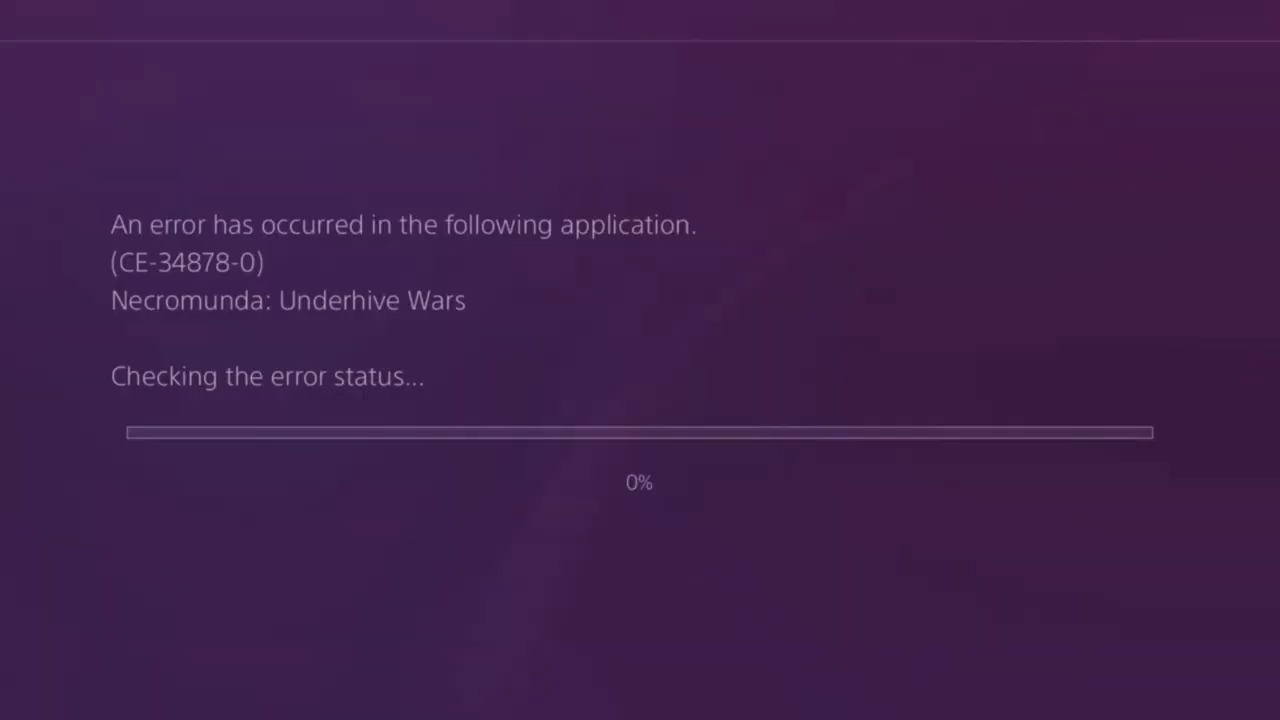 An error has occurred in the following application.
(CE-34878-0)
Necromunda: Underhive Wars
Checking the error status...
0%